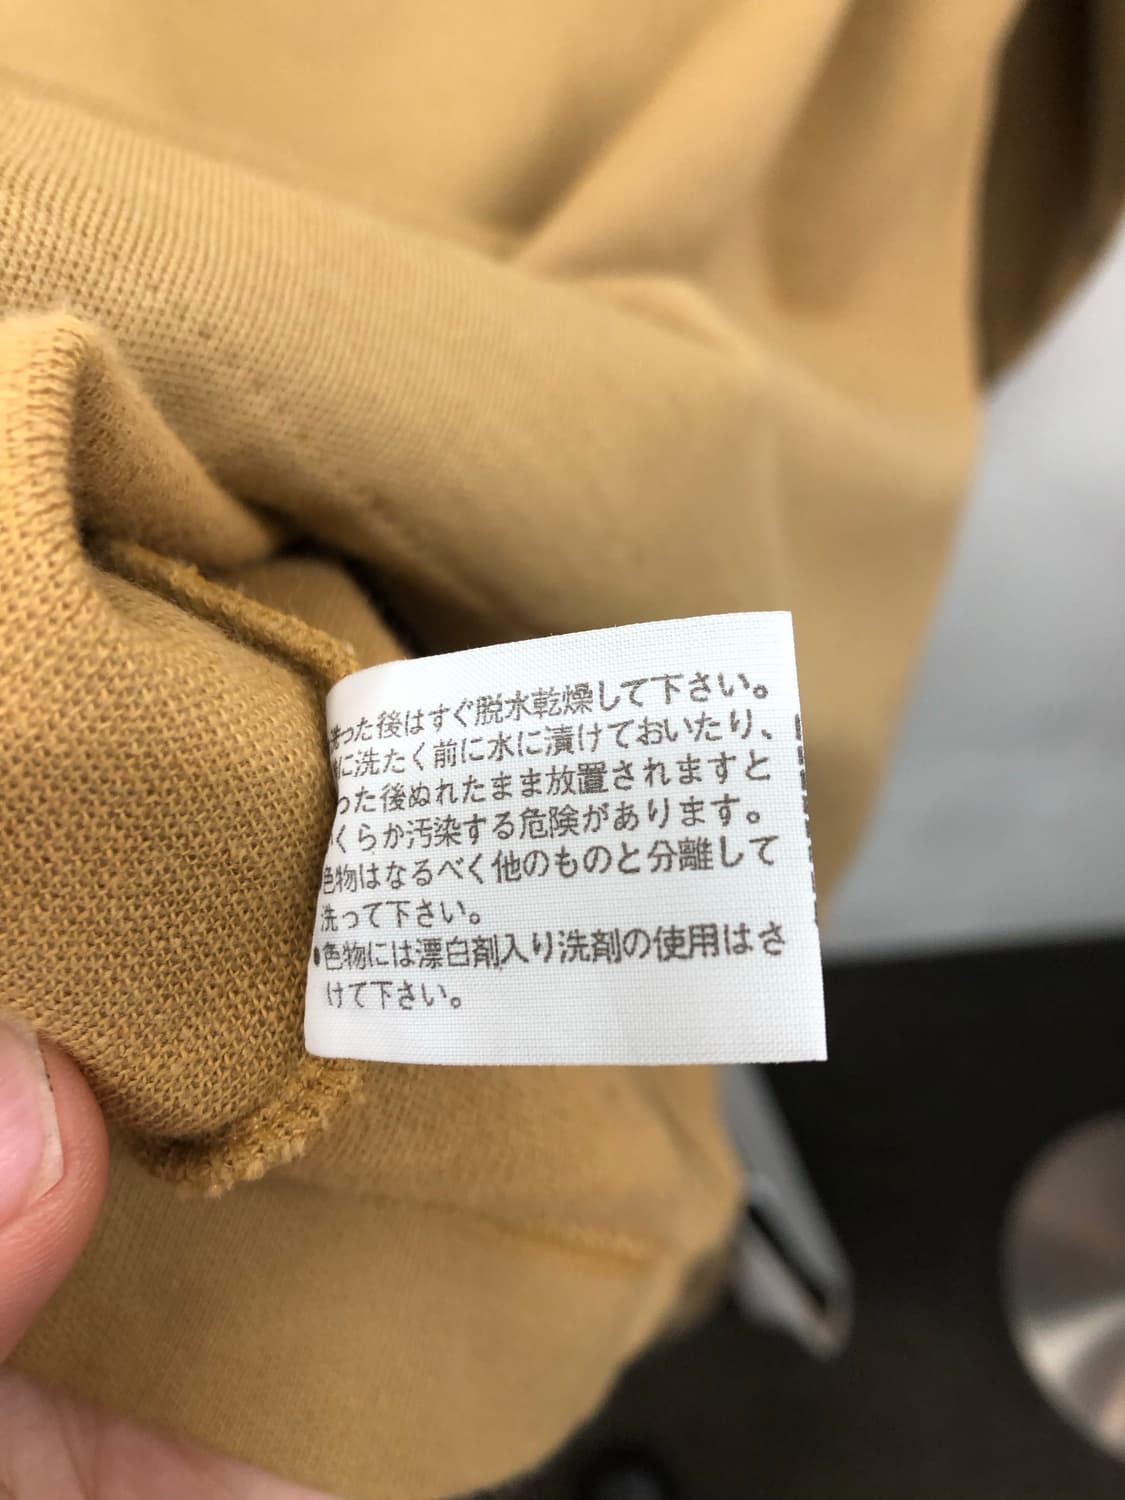 洗った後はすぐ脱水乾燥して下さい。
に洗たく前に水に漬けておいたり、
った後ぬれたまま放置されますと
くらか汚染する危険があります。
色物はなるべく他のものと分離して
洗って下さい。
●色物には漂白剤入り洗剤の使用はさ
けて下さい。